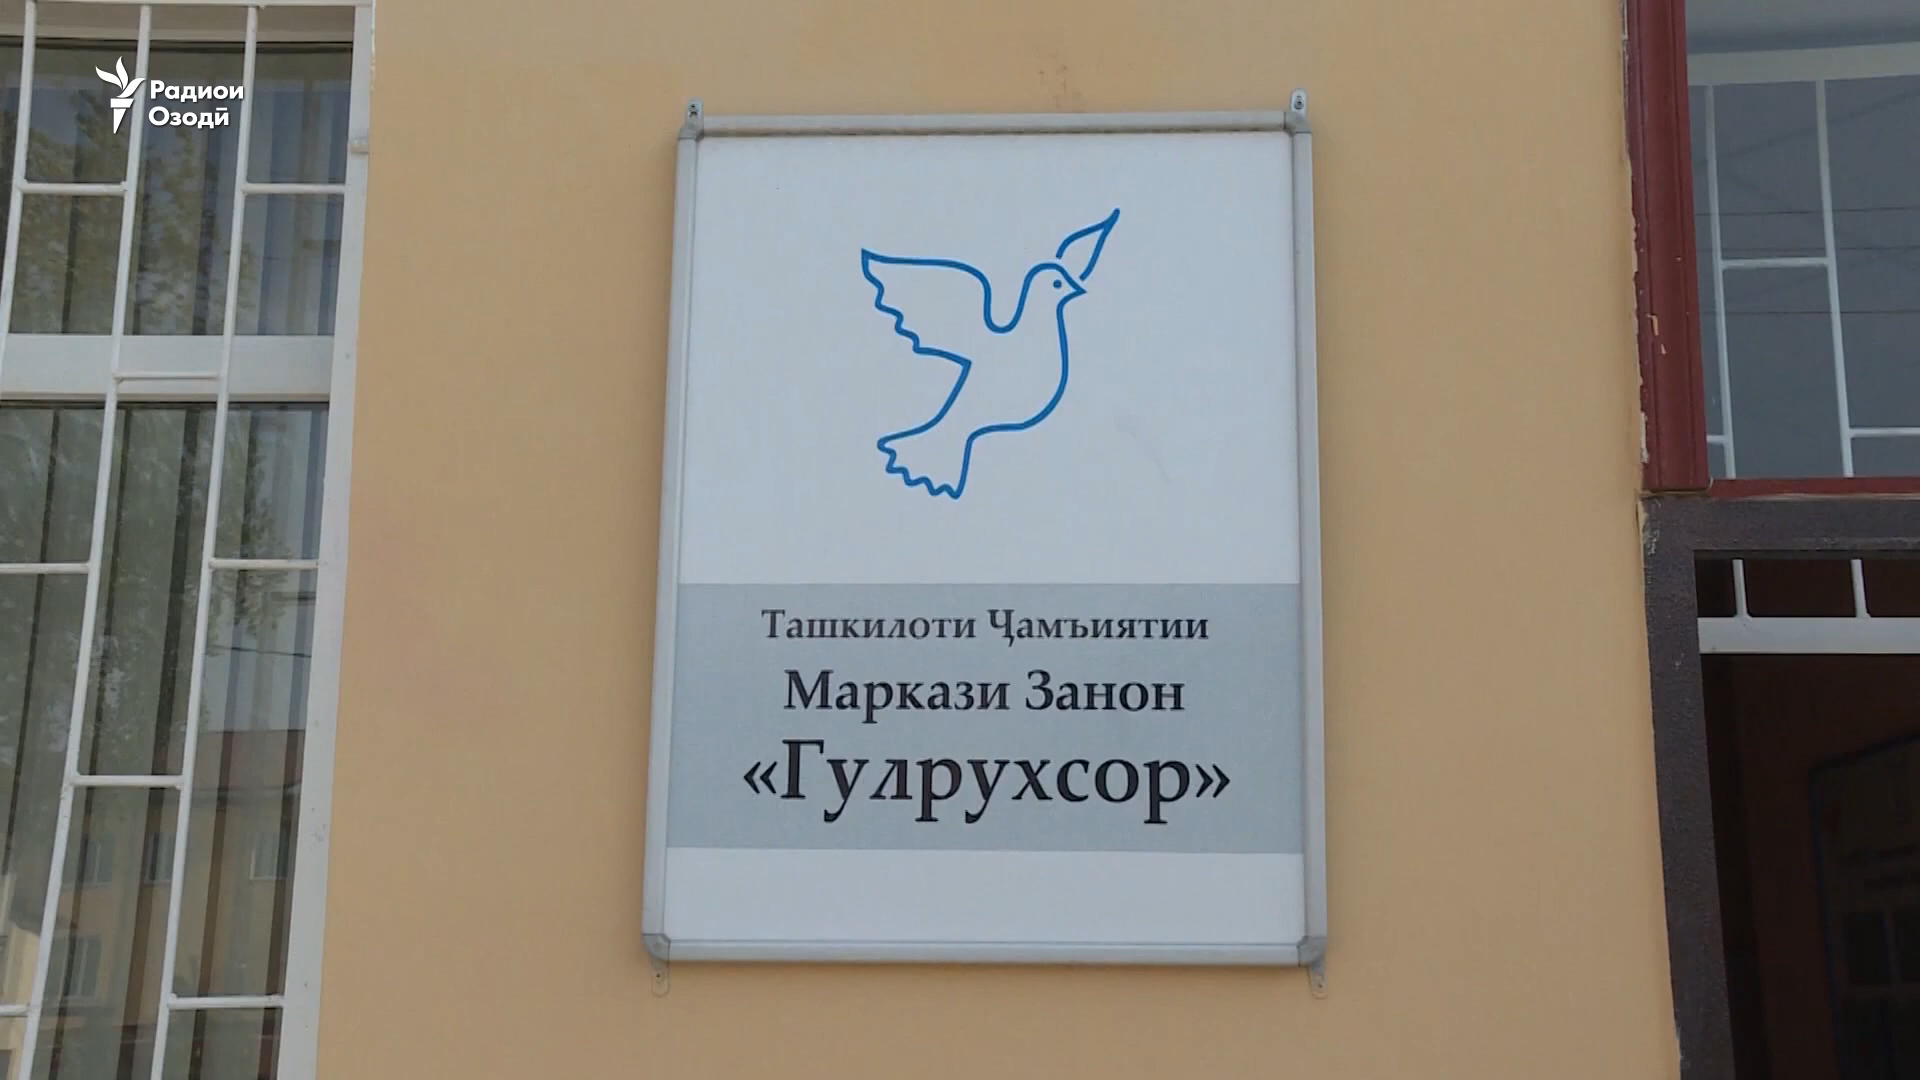 Радиои
Озодӣ
Ташкилоти Ҷамъиятии
Маркази Занон
«Гулрухсор»